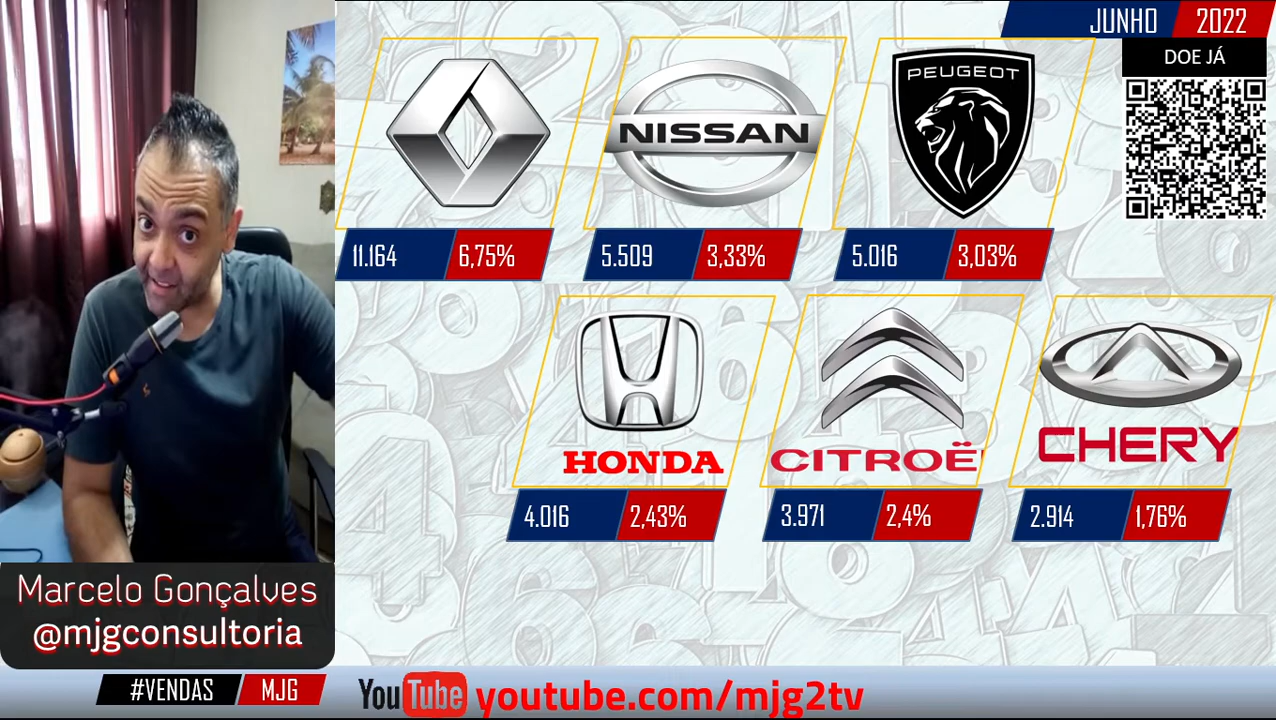 JUNHO 2022
DOE JÁ
NISSAN
PEUGEOT
11.164 6,75%
5.509 3,33%
5.016 3,03%
HONDA
CITROË
CHERY
4.016 2,43%
3.971 2,4%
2.914 1,76%
Marcelo Gonçalves
@mjgconsultoria
#VENDAS MJG
YouTube youtube.com/mjg2tv